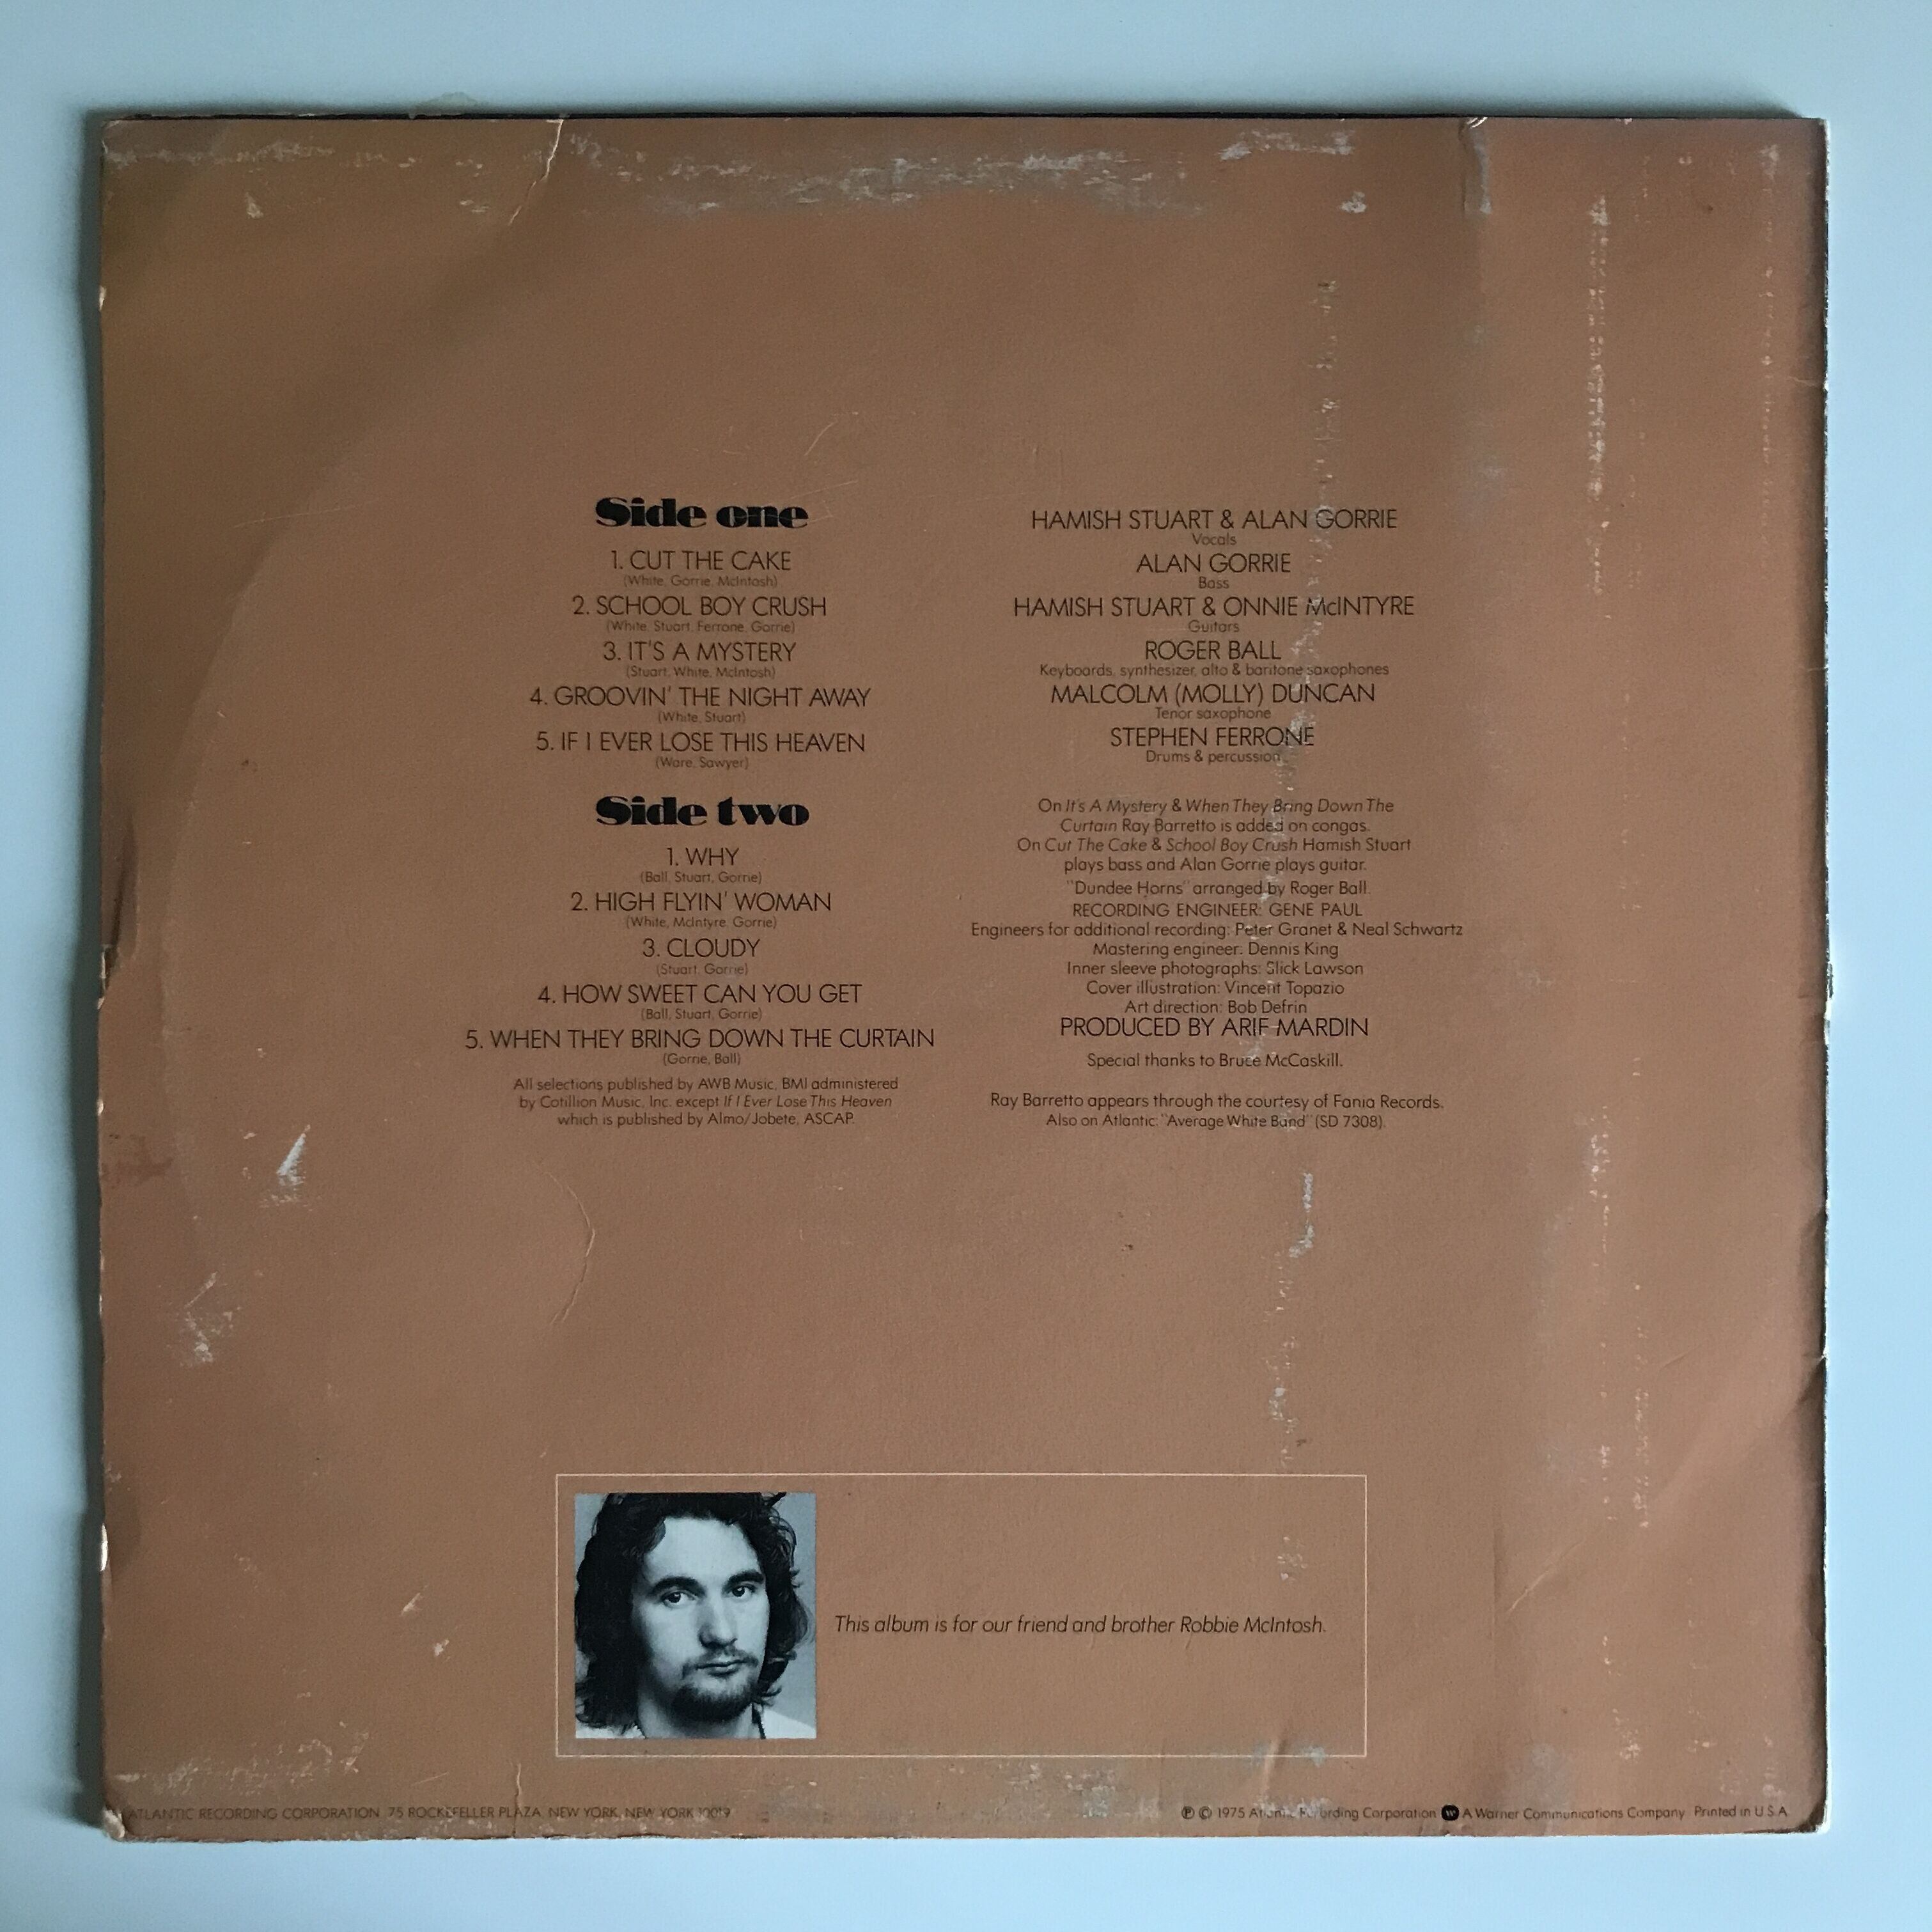 Side one
1. CUT THE CAKE
(White, Gorrie, McIntosh)
2. SCHOOL BOY CRUSH
(White, Stuart, Ferrone, Gorrie)
3. IT'S A MYSTERY
(Stuart, White, McIntosh)
4. GROOVIN' THE NIGHT AWAY
(White, Stuart)
5. IF I EVER LOSE THIS HEAVEN
(Ware, Sawyer)
Side two
1. WHY
(Ball, Stuart, Gorrie)
2. HIGH FLYIN' WOMAN
(White, McIntyre, Gorrie)
3. CLOUDY
(Stuart, Gorrie)
4. HOW SWEET CAN YOU GET
(Ball, Stuart, Gorrie)
5. WHEN THEY BRING DOWN THE CURTAIN
(Gorrie, Ball)
All selections published by AWB Music, BMI administered
by Cotillion Music, Inc. except If I Ever Lose This Heaven
which is published by Almo/Jobete, ASCAP.
HAMISH STUART & ALAN GORRIE
Vocals
ALAN GORRIE
Bass
HAMISH STUART & ONNIE McINTYRE
Guitars
ROGER BALL
Keyboards, synthesizer, alto & baritone saxophones
MALCOLM (MOLLY) DUNCAN
Tenor saxophone
STEPHEN FERRONE
Drums & percussion
On It's A Mystery & When They Bring Down The
Curtain Ray Barretto is added on congas.
On Cut The Cake & School Boy Crush Hamish Stuart
plays bass and Alan Gorrie plays guitar.
"Dundee Horns" arranged by Roger Ball.
RECORDING ENGINEER: GENE PAUL
Engineers for additional recording: Peter Granet & Neal Schwartz
Mastering engineer: Dennis King
Inner sleeve photographs: Slick Lawson
Cover illustration: Vincent Topazio
Art direction: Bob Defrin
PRODUCED BY ARIF MARDIN
Special thanks to Bruce McCaskill.
Ray Barretto appears through the courtesy of Fania Records.
Also on Atlantic: "Average White Band" (SD 7308).
This album is for our friend and brother Robbie McIntosh.
ATLANTIC RECORDING CORPORATION, 75 ROCKEFELLER PLAZA, NEW YORK, NEW YORK 10019
℗ © 1975 Atlantic Recording Corporation W A Warner Communications Company Printed in U.S.A.